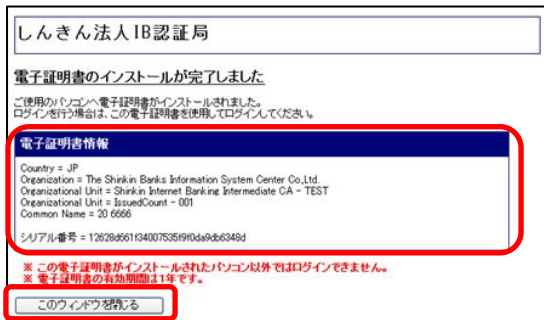 しんきん法人IB認証局
電子証明書のインストールが完了しました
ご使用のパソコンへ電子証明書がインストールされました。
ログインを行う場合は、この電子証明書を使用してログインしてください。
電子証明書情報
Country = JP
Organization = The Shinkin Banks Information System Center Co.,Ltd.
Organizational Unit = Shinkin Internet Banking Intermediate CA - TEST
Organizational Unit = IssuedCount - 001
Common Name = 20 6666
シリアル番号 = 12628d661f34007535f9f0da9db6348d
※ この電子証明書がインストールされたパソコン以外ではログインできません。
※ 電子証明書の有効期間は1年です。
このウィンドウを閉じる